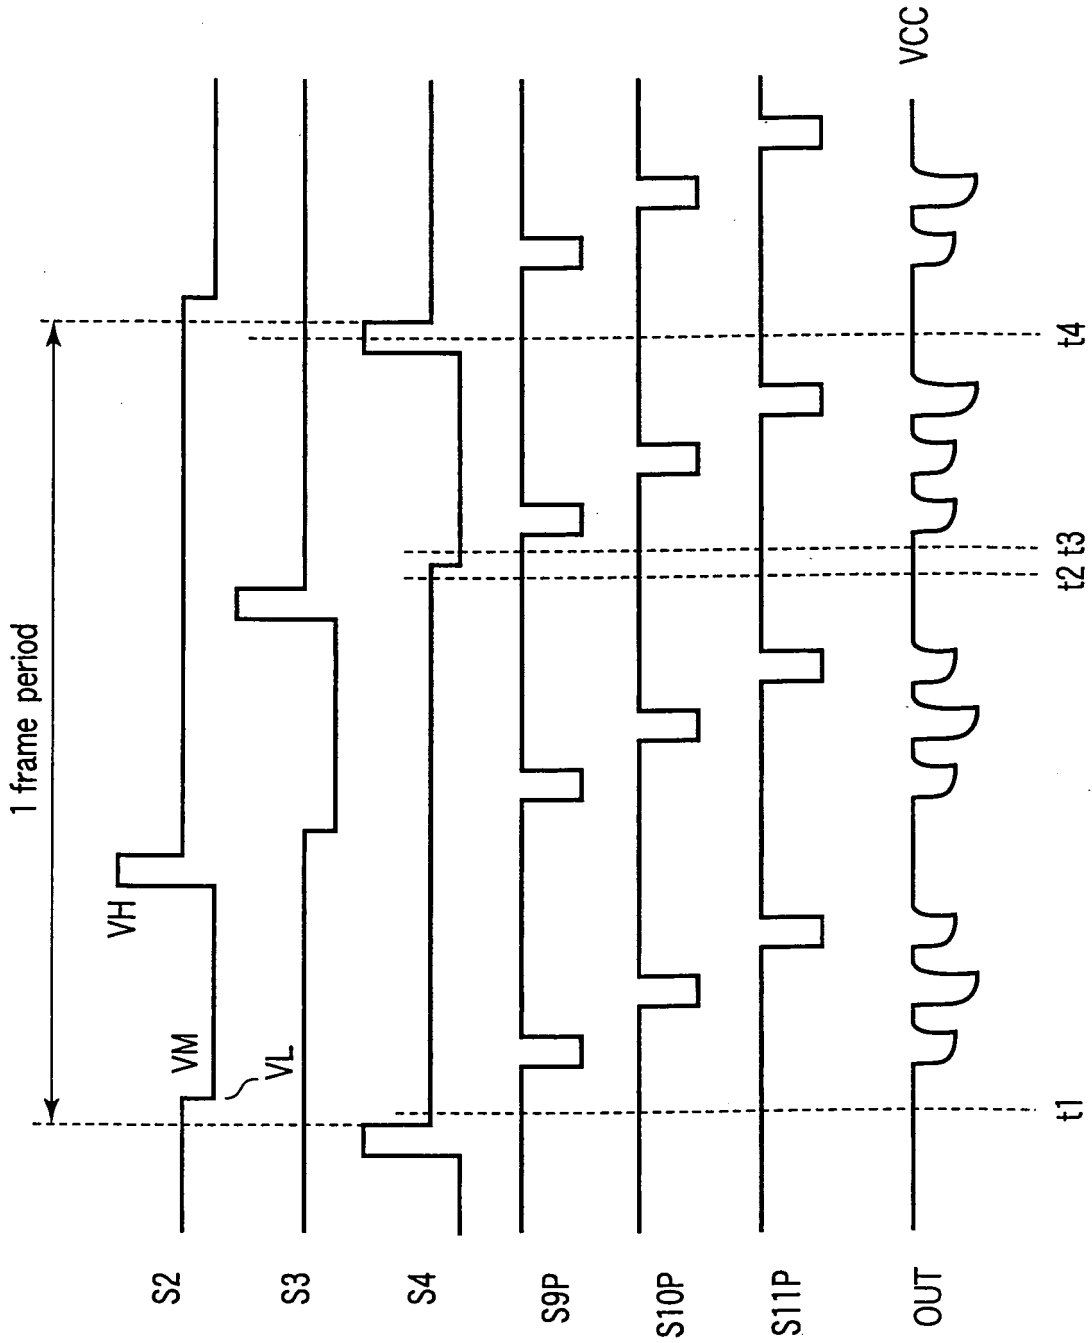 1 frame period
S2
VM
VH
VL
S3
S4
S9P
S10P
S11P
OUT
VCC
t1
t2
t3
t4